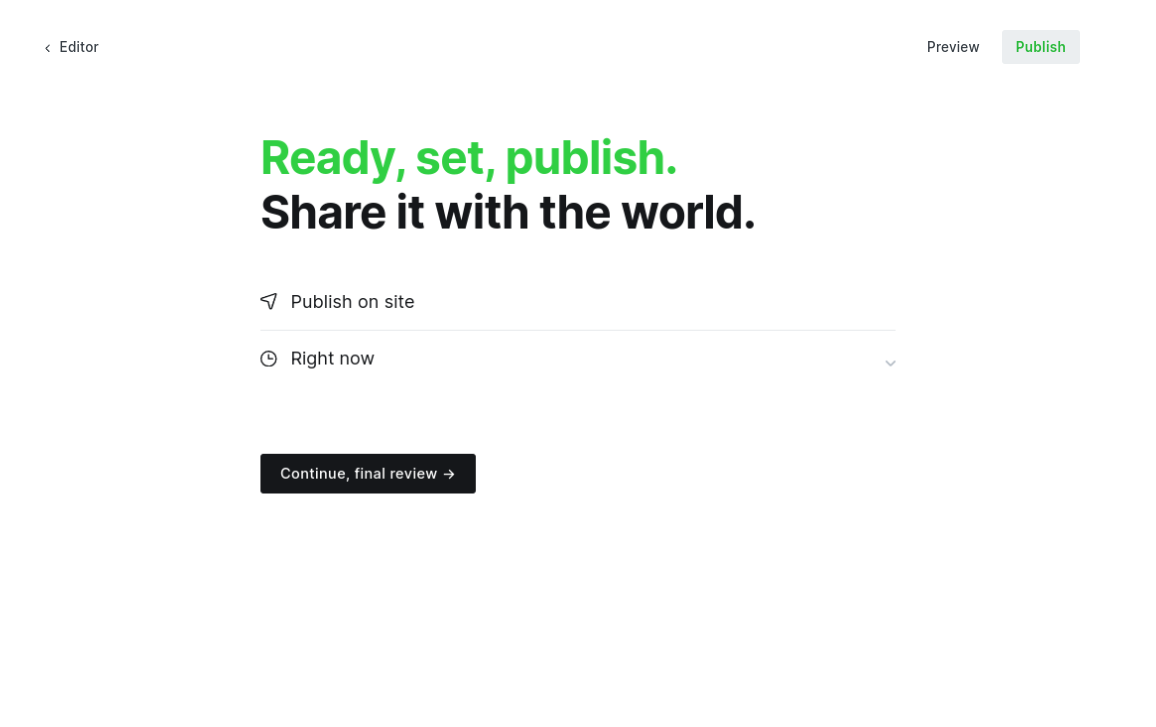 Editor
Preview
Publish
Ready, set, publish.
Share it with the world.
Publish on site
Right now
Continue, final review →